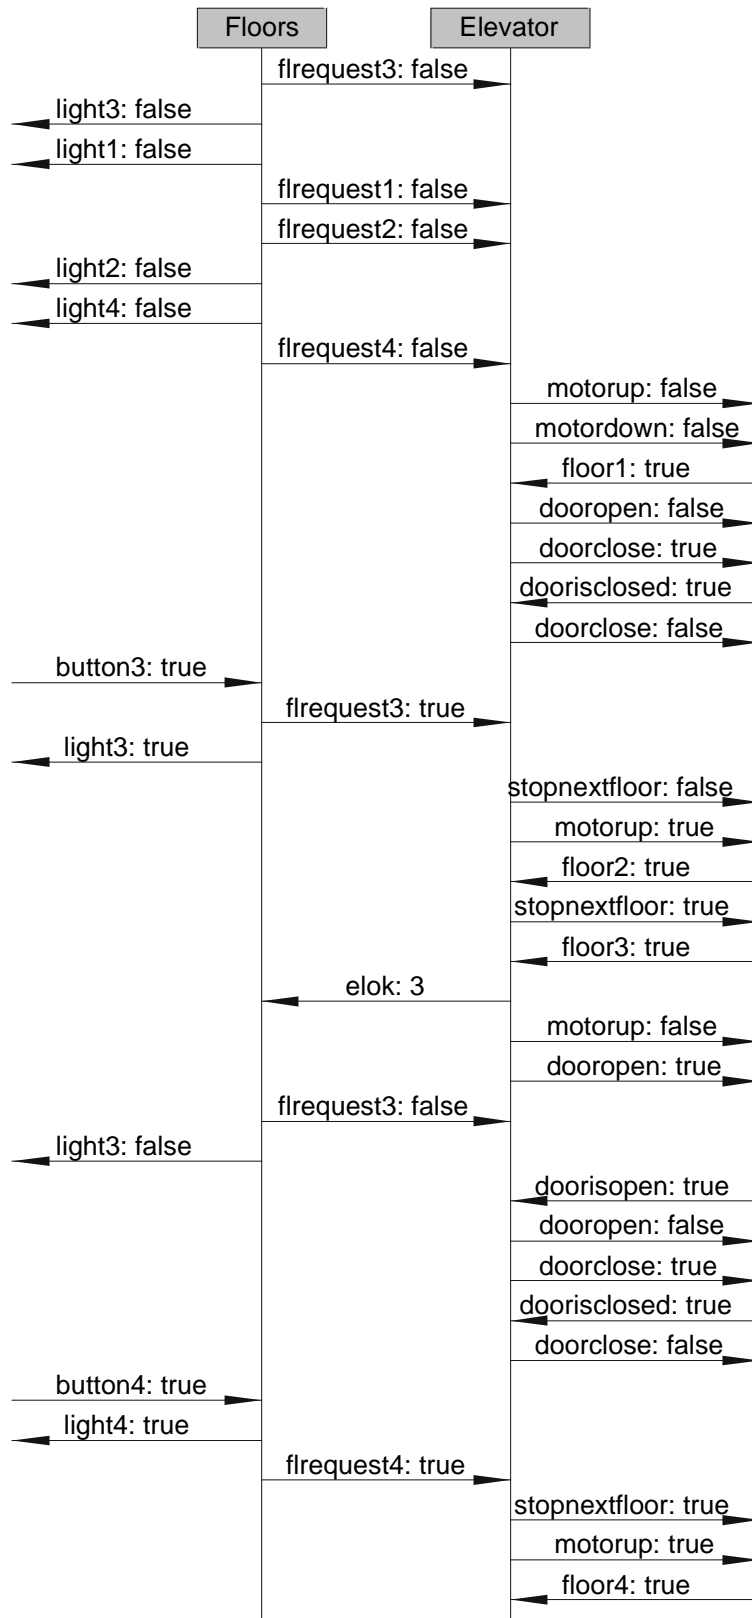 Floors
Elevator
flrequest3: false
light3: false
light1: false
flrequest1: false
flrequest2: false
light2: false
light4: false
flrequest4: false
motorup: false
motordown: false
floor1: true
dooropen: false
doorclose: true
doorisclosed: true
doorclose: false
button3: true
flrequest3: true
light3: true
stopnextfloor: false
motorup: true
floor2: true
stopnextfloor: true
floor3: true
elok: 3
motorup: false
dooropen: true
flrequest3: false
light3: false
doorisopen: true
dooropen: false
doorclose: true
doorisclosed: true
doorclose: false
button4: true
light4: true
flrequest4: true
stopnextfloor: true
motorup: true
floor4: true